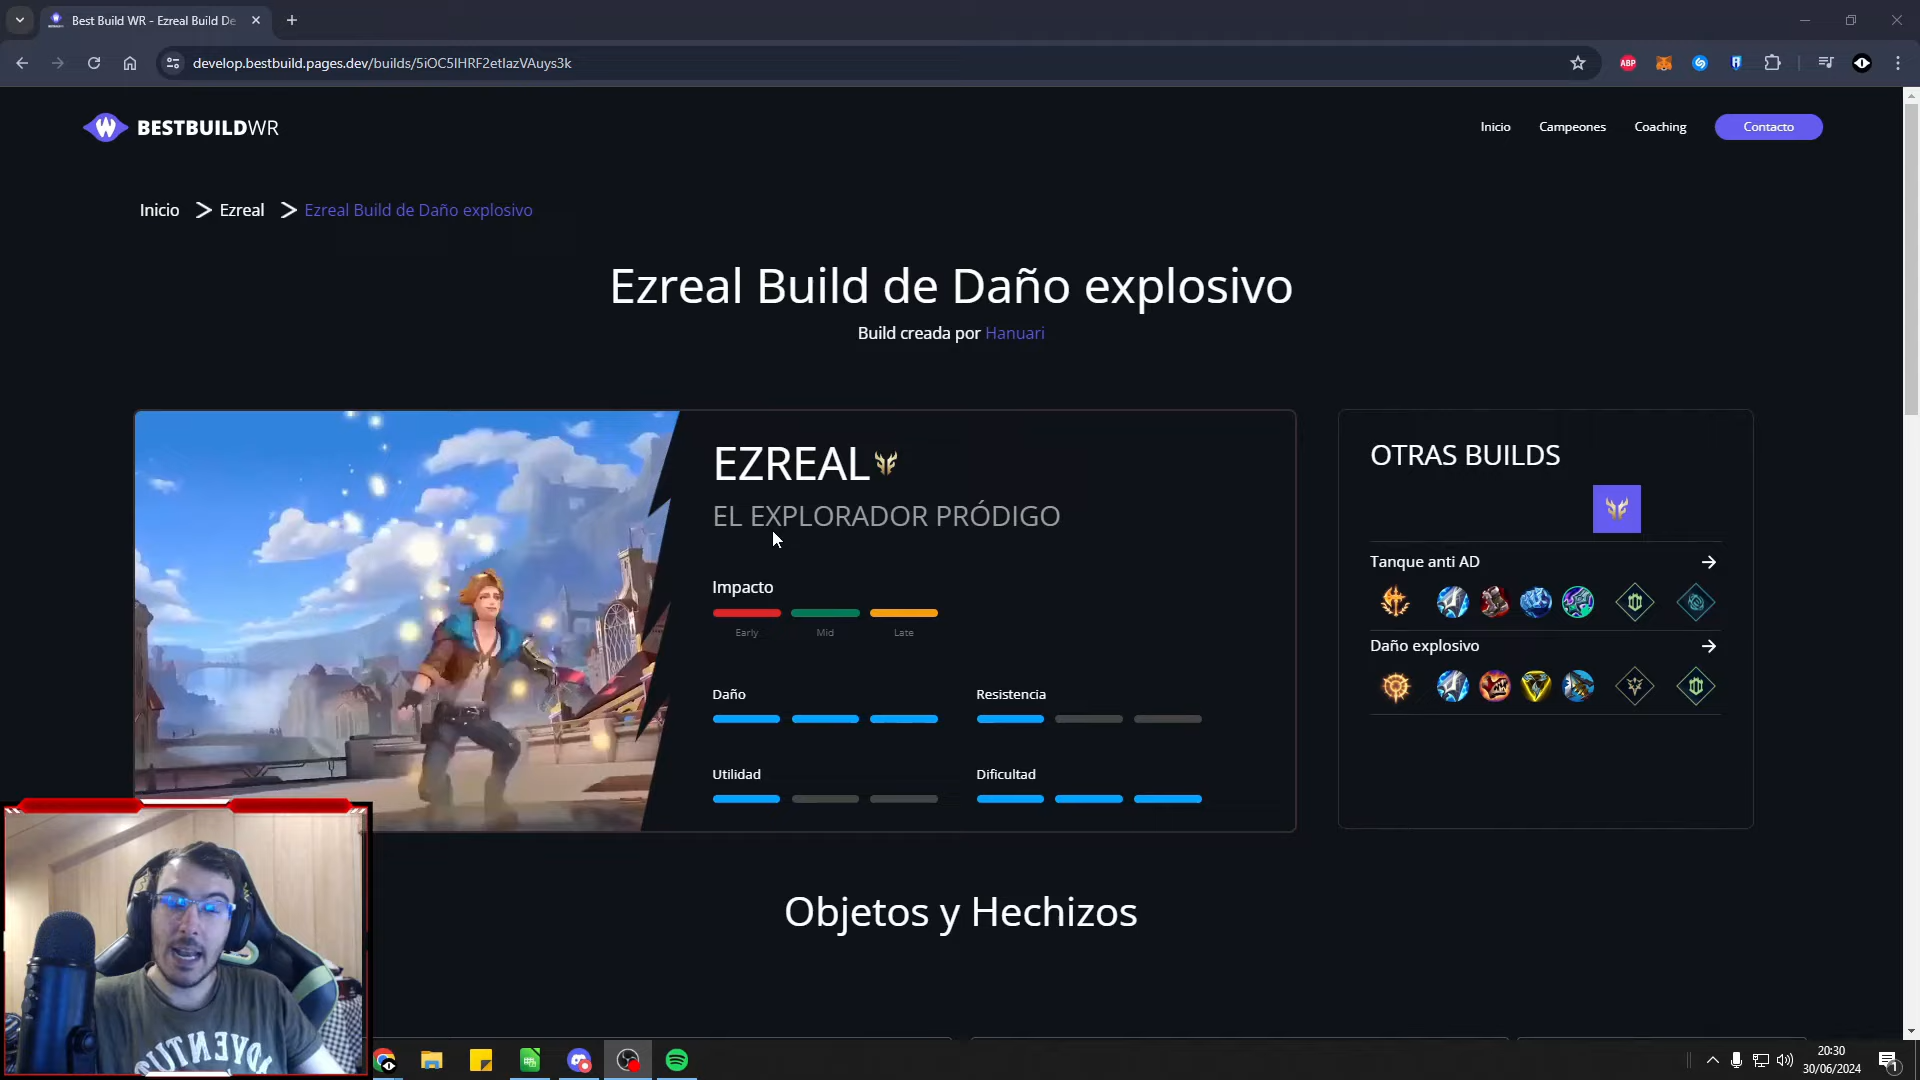 Best Build WR - Ezreal Build De
develop.bestbuild.pages.dev/builds/5iOC5lHRF2etlazVAuys3k
ABP
BESTBUILDWR
Inicio
Campeones
Coaching
Contacto
Inicio > Ezreal > Ezreal Build de Daño explosivo
Ezreal Build de Daño explosivo
Build creada por Hanuari
EZREAL
EL EXPLORADOR PRÓDIGO
Impacto
Early
Mid
Late
Daño
Resistencia
Utilidad
Dificultad
OTRAS BUILDS
Tanque anti AD
Daño explosivo
Objetos y Hechizos
20:30
30/06/2024
1